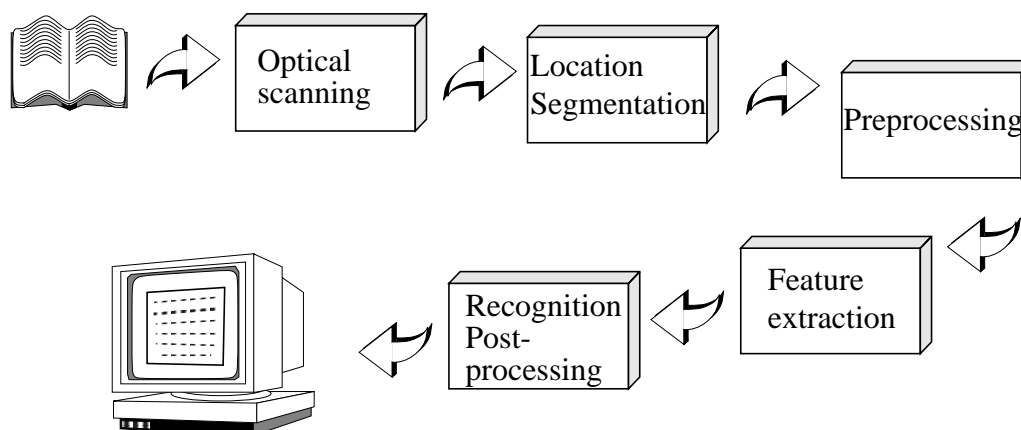 Optical
scanning
Location
Segmentation
Preprocessing
Feature
extraction
Recognition
Post-
processing